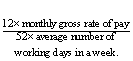 12× monthly gross rate of pay
52× average number of
working days in a week.